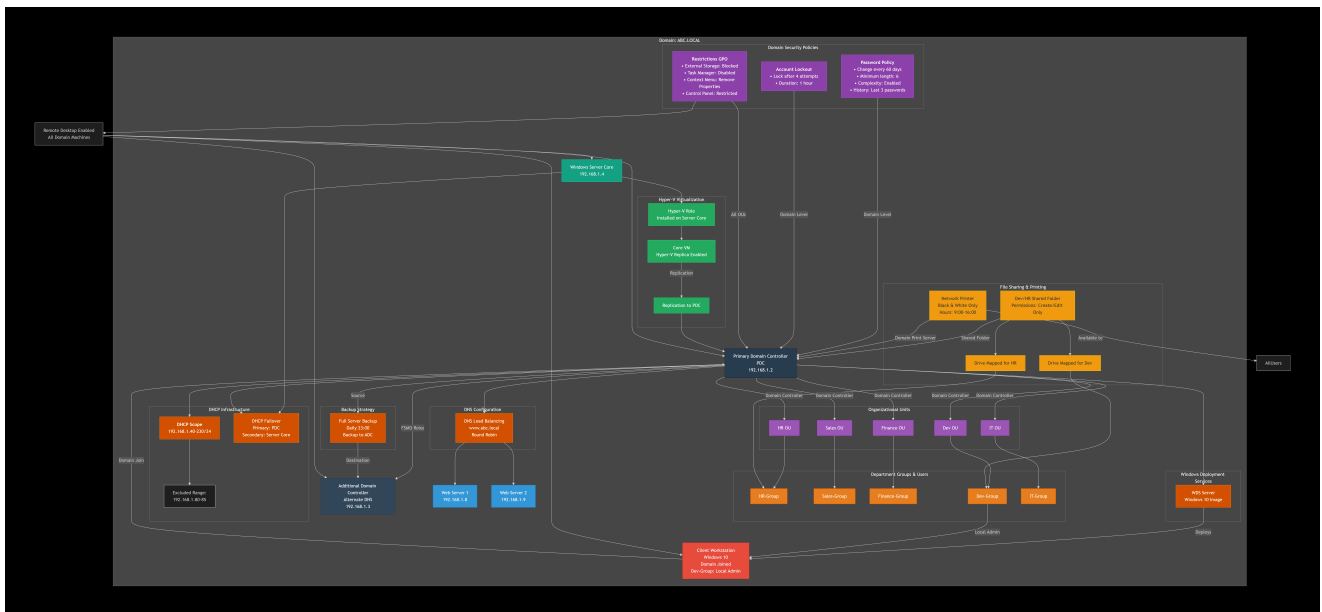 Domain: ABC.LOCAL
Domain Security Policies
Restrictions GPO
• External Storage: Blocked
• Task Manager: Disabled
• Context Menu: Remove
Properties
• Control Panel: Restricted
Account Lockout
• Lock after 4 attempts
• Duration: 1 hour
Password Policy
• Change every 60 days
• Minimum length: 6
• Complexity: Enabled
• History: Last 3 passwords
Remote Desktop Enabled
All Domain Machines
Windows Server Core
192.168.1.4
Hyper-V Virtualization
Hyper-V Role
Installed on Server Core
Core VM
Hyper-V Replica Enabled
Replication
Replication to PDC
All OUs
Domain Level
Domain Level
File Sharing & Printing
Network Printer
Black & White Only
Hours: 9:00-16:00
Dev/HR Shared Folder
Permissions: Create/Edit
Only
Domain Print Server
Shared Folder
Available to
Drive Mapped for HR
Drive Mapped for Dev
AllUsers
Primary Domain Controller
PDC
192.168.1.2
Source
Domain Controller
Domain Controller
Domain Controller
Domain Controller
Domain Controller
DHCP Infrastructure
DHCP Scope
192.168.1.40-230/24
DHCP Failover
Primary: PDC
Secondary: Server Core
Backup Strategy
Full Server Backup
Daily 23:00
Backup to ADC
FSMO Roles
DNS Configuration
DNS Load Balancing
www.abc.local
Round Robin
Organizational Units
HR OU
Sales OU
Finance OU
Dev OU
IT OU
Domain Join
Destination
Excluded Range:
Additional Domain
Controller
Alternate DNS
192.168.1.3
Web Server 1
192.168.1.8
Web Server 2
192.168.1.9
Department Groups & Users
HR-Group
Sales-Group
Finance-Group
Dev-Group
IT-Group
Windows Deployment
Services
WDS Server
Windows 10 Image
Local Admin
Deploys
Client Workstation
Windows 10
Domain Joined
Dev-Group: Local Admin